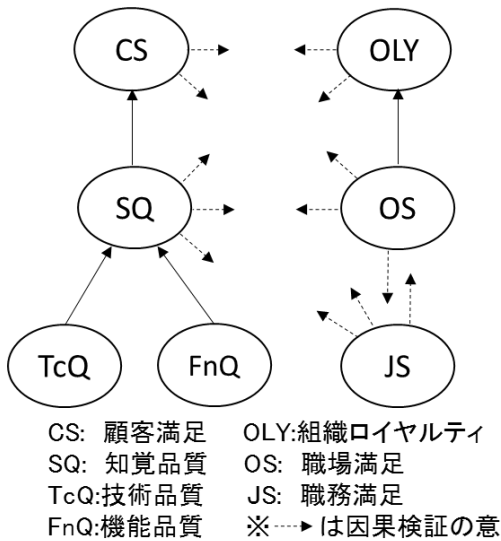 CS
OLY
SQ
OS
TcQ
FnQ
JS
CS: 顧客満足 OLY:組織ロイヤルティ
SQ: 知覚品質 OS: 職場満足
TcQ:技術品質 JS: 職務満足
FnQ:機能品質 ※----▶は因果検証の意